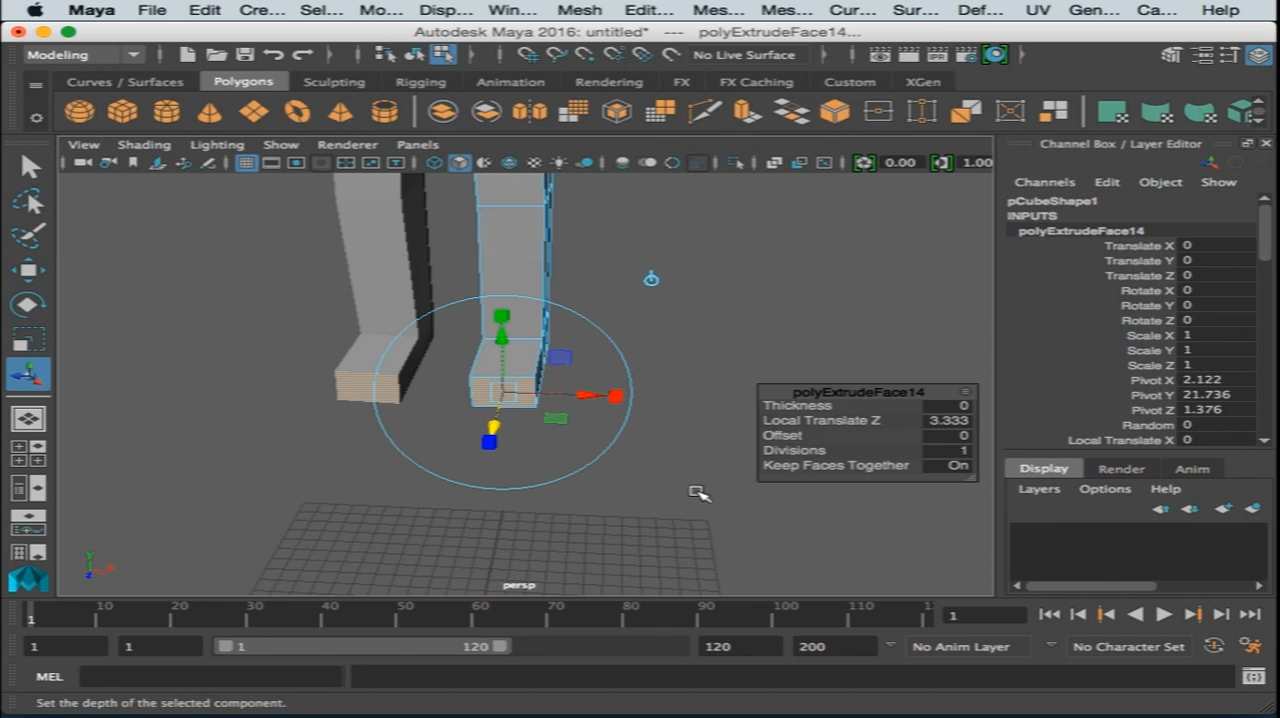 Maya File Edit Cre... Sel... Mo... Disp... Win... Mesh Edit... Mes... Mes... Cur... Sur... Def... UV Gen... Ca... Help
Autodesk Maya 2016: untitled* --- polyExtrudeFace14...
Modeling No Live Surface
Curves / Surfaces Polygons Sculpting Rigging Animation Rendering FX FX Caching Custom XGen
View Shading Lighting Show Renderer Panels
0.00 1.00
Channel Box / Layer Editor
Channels Edit Object Show
pCubeShape1
INPUTS
polyExtrudeFace14
Translate X 0
Translate Y 0
Translate Z 0
Rotate X 0
Rotate Y 0
Rotate Z 0
Scale X 1
Scale Y 1
Scale Z 1
Pivot X 2.122
Pivot Y 21.736
Pivot Z 1.376
Random 0
Local Translate X 0
polyExtrudeFace14
Thickness 0
Local Translate Z 3.333
Offset 0
Divisions 1
Keep Faces Together On
Display Render Anim
Layers Options Help
persp
1 10 20 30 40 50 60 70 80 90 100 110 1
1 1 1 120 120 200 No Anim Layer No Character Set
MEL
Set the depth of the selected component.